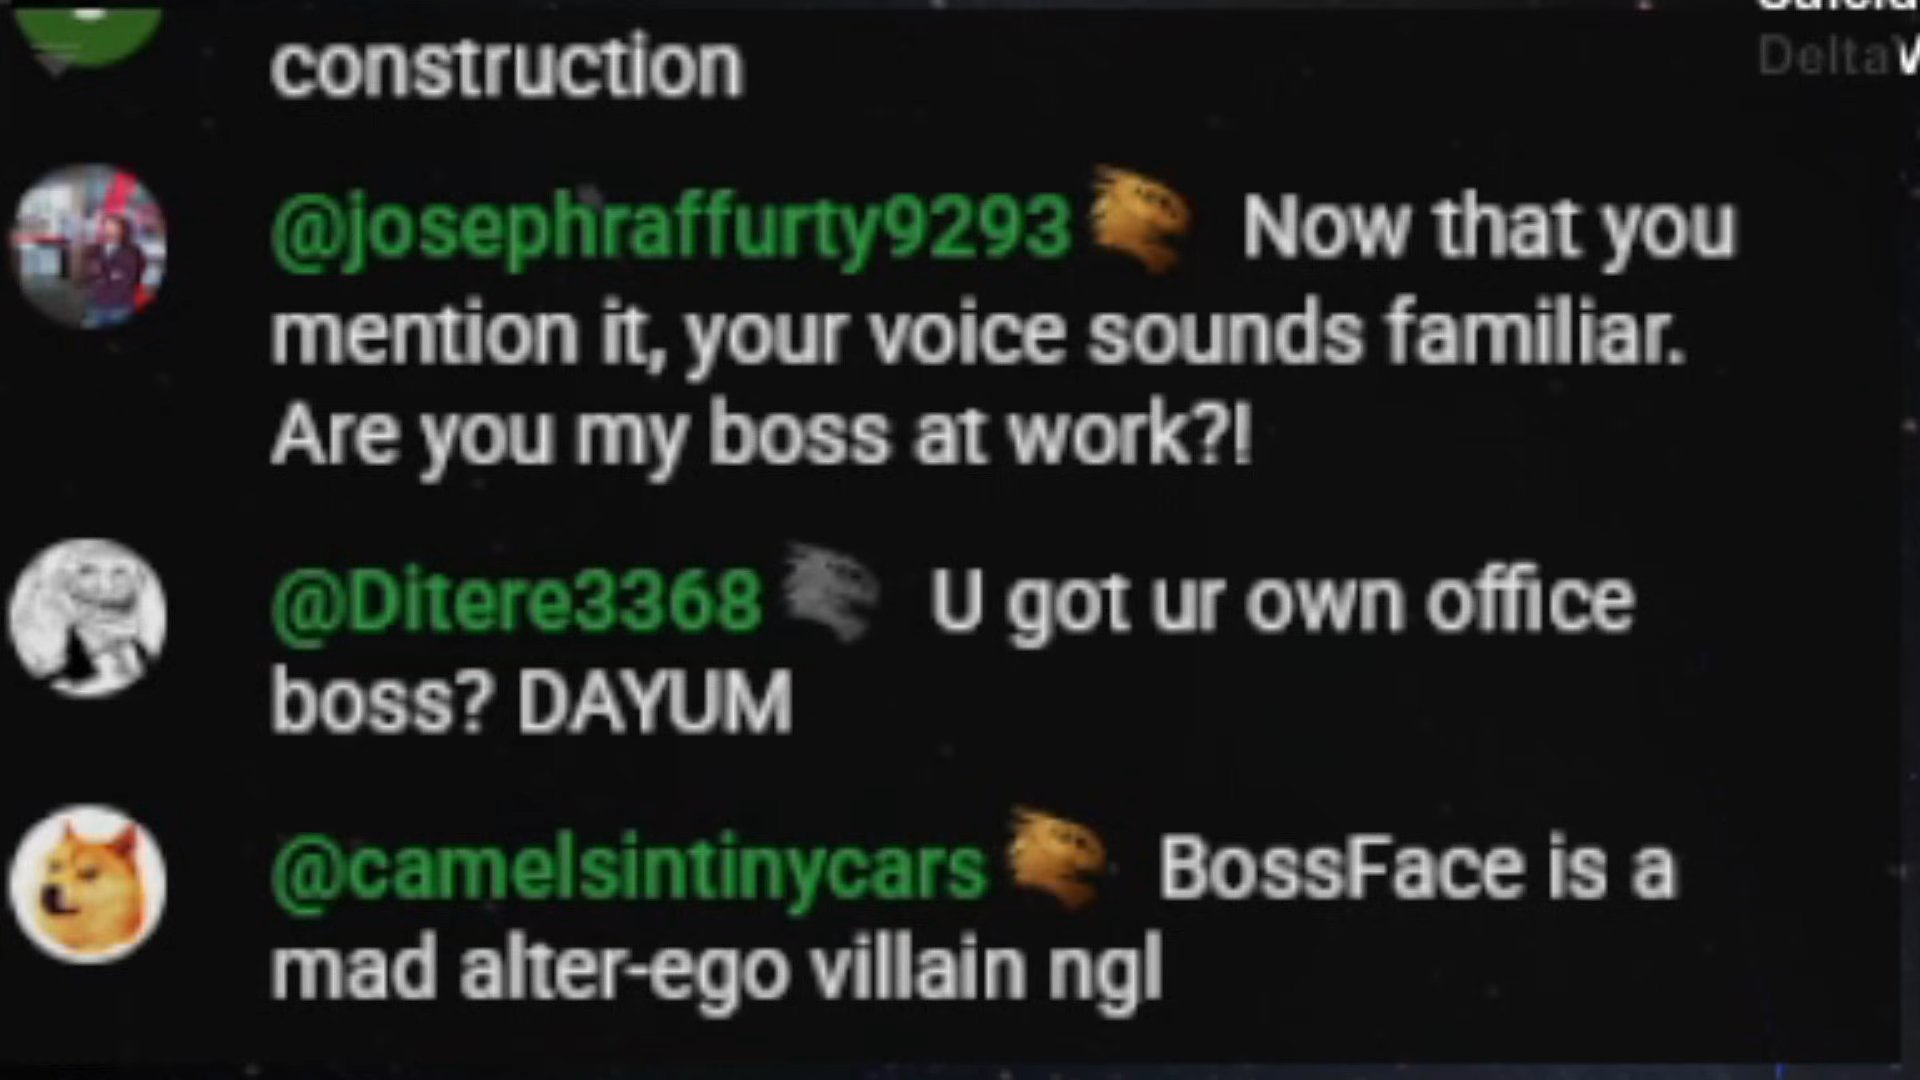 construction
@josephraffurty9293 Now that you
mention it, your voice sounds familiar.
Are you my boss at work?!
@Ditere3368 U got ur own office
boss? DAYUM
@camelsintinycars BossFace is a
mad alter-ego villain ngl